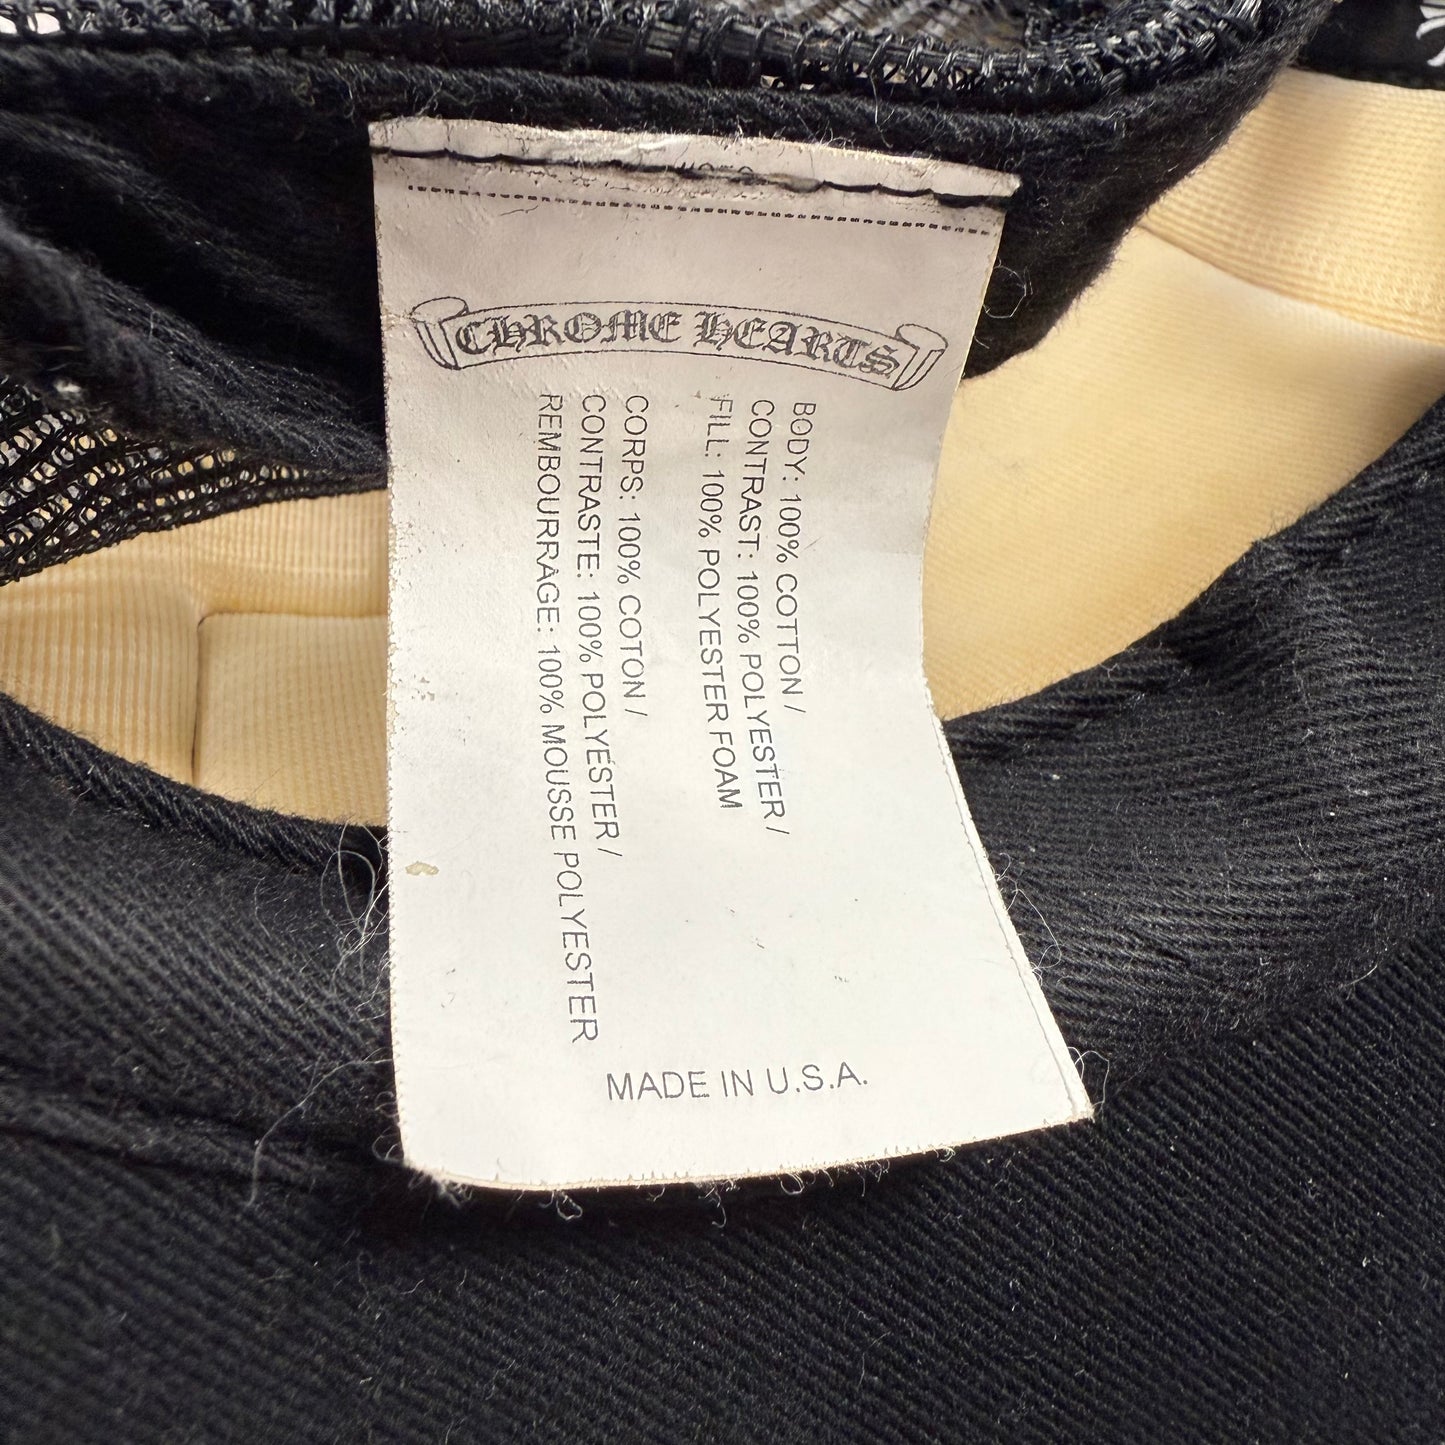 CHROME HEARTS
BODY: 100% COTTON /
CONTRAST: 100% POLYESTER /
FILL: 100% POLYESTER FOAM
CORPS: 100% COTON /
CONTRASTE: 100% POLYESTER /
REMBOURRAGE: 100% MOUSSE POLYESTER
MADE IN U.S.A.